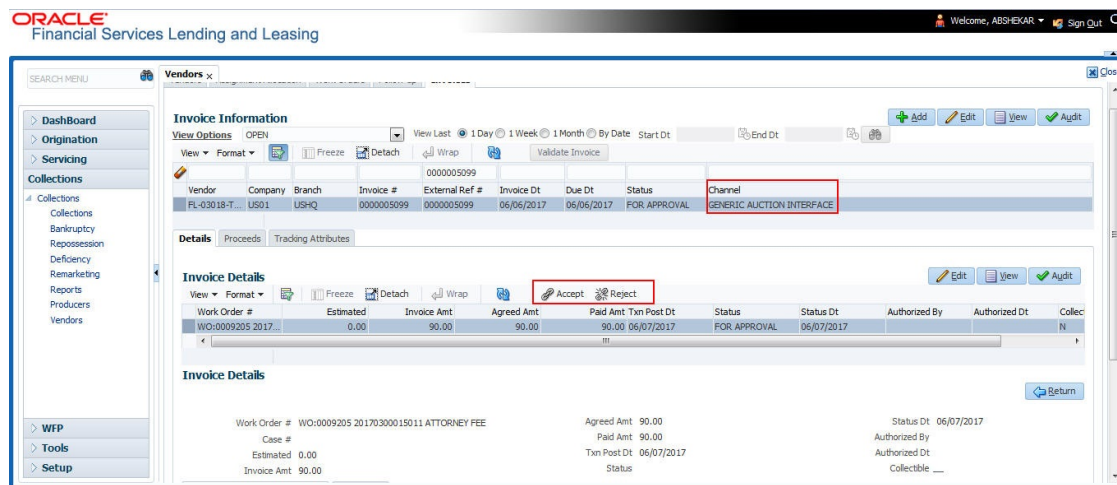 ORACLE
Financial Services Lending and Leasing
Welcome, ABSHEKAR
Sign Out
SEARCH MENU
Vendors x
INVOICES
Close
DashBoard
Origination
Servicing
Collections
Collections
Collections
Bankruptcy
Repossession
Deficiency
Remarketing
Reports
Producers
Vendors
WFP
Tools
Setup
Invoice Information
Add Edit View Audit
View Options OPEN View Last 1 Day 1 Week 1 Month By Date Start Dt End Dt
View Format Freeze Detach Wrap Validate Invoice
0000005099
Vendor Company Branch Invoice # External Ref # Invoice Dt Due Dt Status Channel
FL-03018-T... US01 USHQ 0000005099 0000005099 06/06/2017 06/06/2017 FOR APPROVAL GENERIC AUCTION INTERFACE
Details Proceeds Tracking Attributes
Invoice Details
Edit View Audit
View Format Freeze Detach Wrap Accept Reject
Work Order # Estimated Invoice Amt Agreed Amt Paid Amt Txn Post Dt Status Status Dt Authorized By Authorized Dt Collec
WO:0009205 2017... 0.00 90.00 90.00 90.00 06/07/2017 FOR APPROVAL 06/07/2017 N
Invoice Details
Return
Work Order # WO:0009205 20170300015011 ATTORNEY FEE Agreed Amt 90.00 Status Dt 06/07/2017
Case # Paid Amt 90.00 Authorized By
Estimated 0.00 Txn Post Dt 06/07/2017 Authorized Dt
Invoice Amt 90.00 Status Collectible